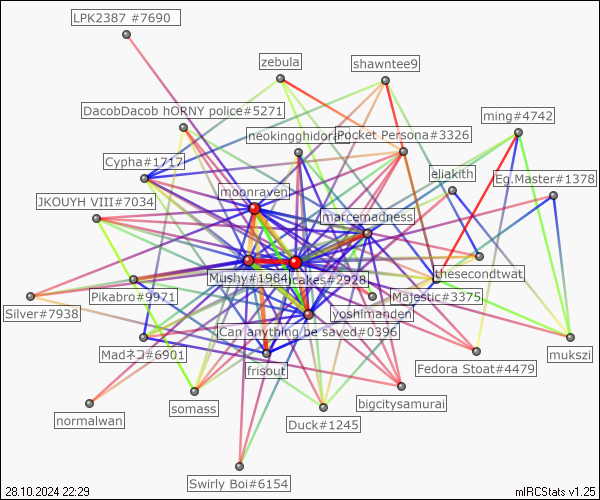 LPK2387 #7690
zebula
shawntee9
DacobDacob hORNY police#5271
ming#4742
neokingghidora
Pocket Persona#3326
Cypha#1717
eliakith
Eg.Master#1378
moonraven
JKOUYH VIII#7034
marcemadness
thesecondtwat
Mushy#1984
cakes#2928
Pikabro#9971
Majestic#3375
Silver#7938
yoshimanden
Can anything be saved#0396
Madネコ#6901
mukszi
frisout
Fedora Stoat#4479
somass
bigcitysamurai
normalwan
Duck#1245
Swirly Boi#6154
28.10.2024 22:29
mIRCStats v1.25